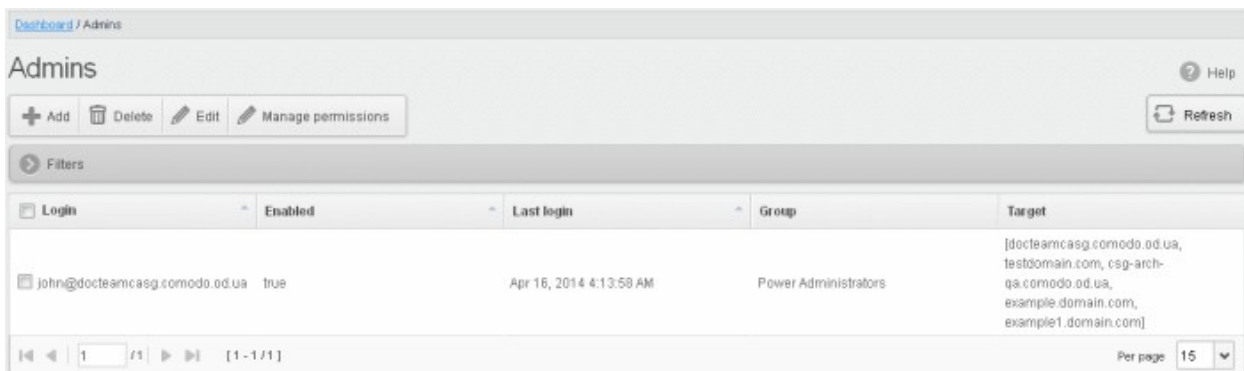 Dashboard / Admins
Admins
Help
Add Delete Edit Manage permissions
Refresh
Filters
Login Enabled Last login Group Target
john@docteamcasg.comodo.od.ua true Apr 16, 2014 4:13:58 AM Power Administrators
[docteamcasg.comodo.od.ua,
testdomain.com, csg-arch-
qa.comodo.od.ua,
example.domain.com,
example1.domain.com]
1 /1 [1 - 1 / 1] Per page 15